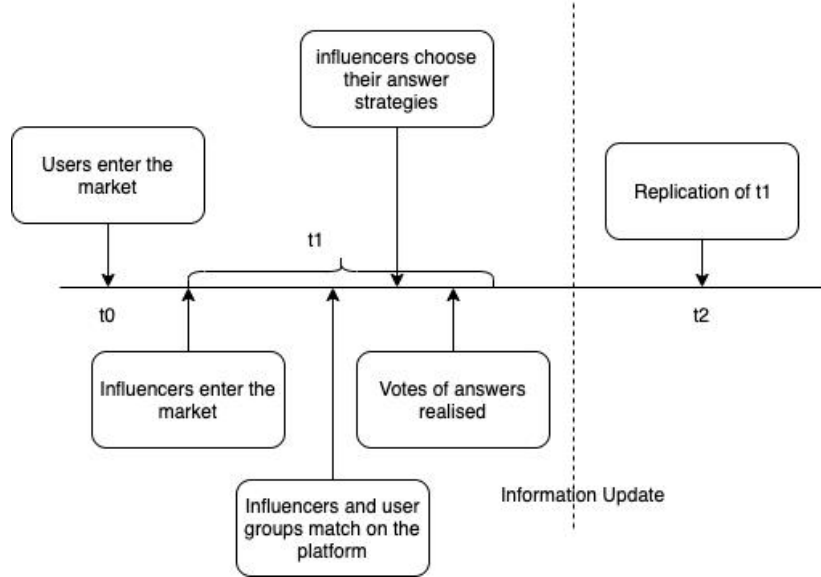 influencers choose
their answer
strategies
Users enter the
market
Replication of t1
t1
t0
t2
Influencers enter the
market
Votes of answers
realised
Information Update
Influencers and user
groups match on the
platform